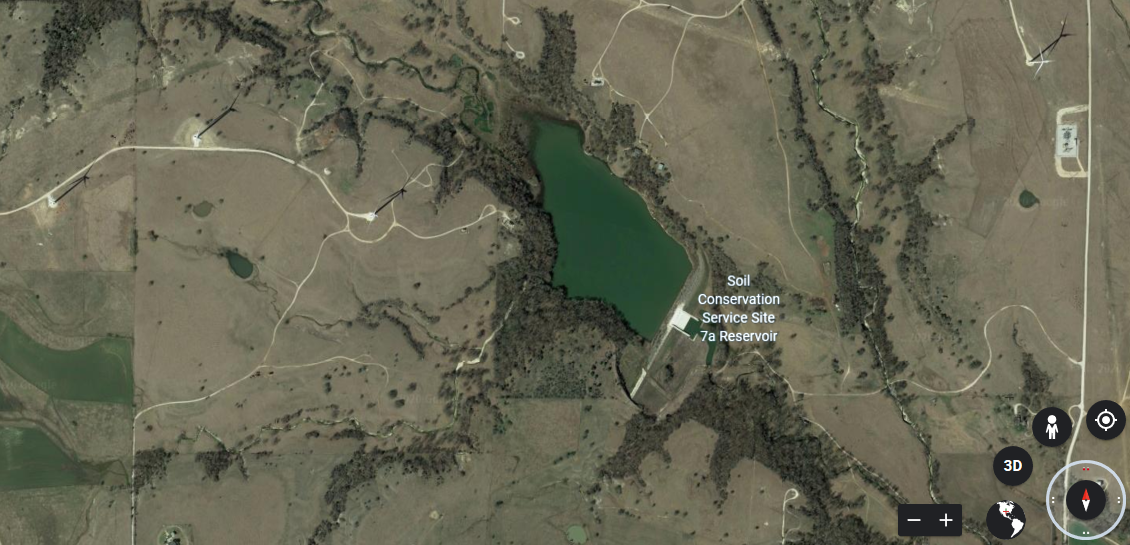 Soil
Conservation
Service Site
7a Reservoir
3D